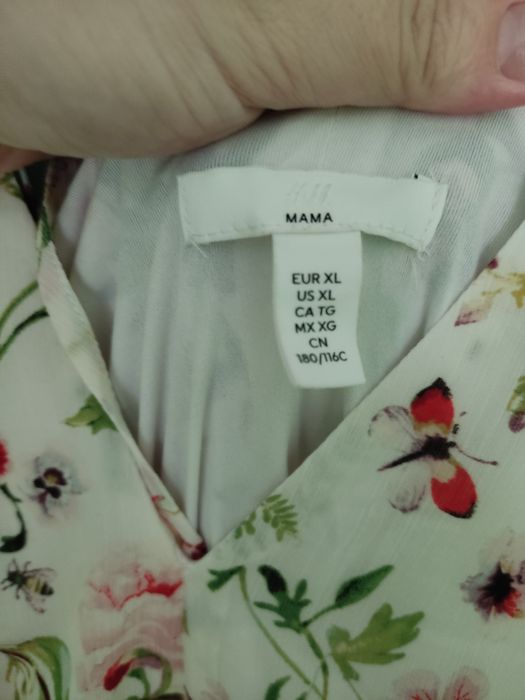 H&M
MAMA
EUR XL
US XL
CA TG
MX XG
CN
180/116C